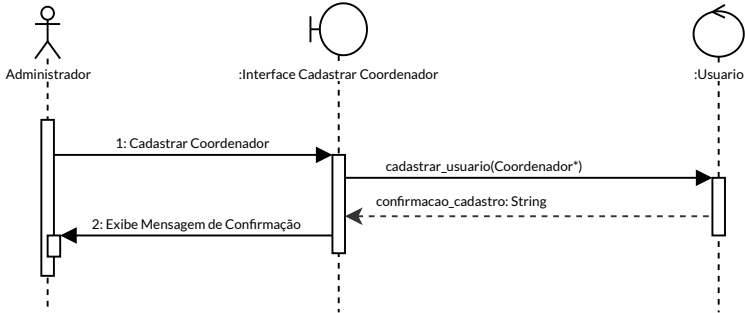 Administrador
:Interface Cadastrar Coordenador
:Usuario
1: Cadastrar Coordenador
cadastrar_usuario(Coordenador*)
confirmacao_cadastro: String
2: Exibe Mensagem de Confirmação